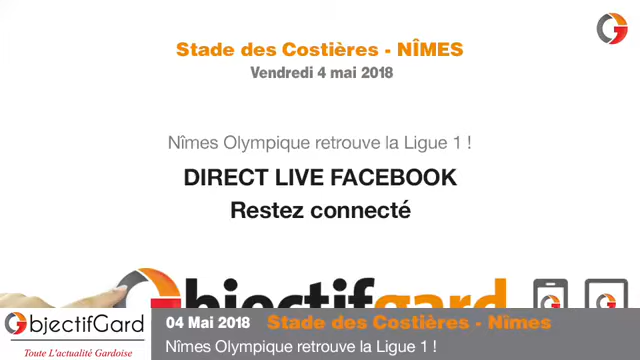 Stade des Costières - NÎMES
Vendredi 4 mai 2018
Nîmes Olympique retrouve la Ligue 1 !
DIRECT LIVE FACEBOOK
Restez connecté
bjectifgard
ObjectifGard
Toute L'actualité Gardoise
04 Mai 2018 Stade des Costières - Nîmes
Nîmes Olympique retrouve la Ligue 1 !